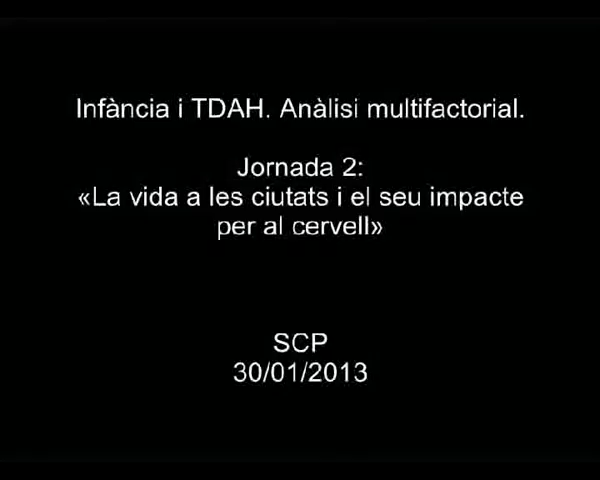 Infància i TDAH. Anàlisi multifactorial.
Jornada 2:
«La vida a les ciutats i el seu impacte
per al cervell»
SCP
30/01/2013